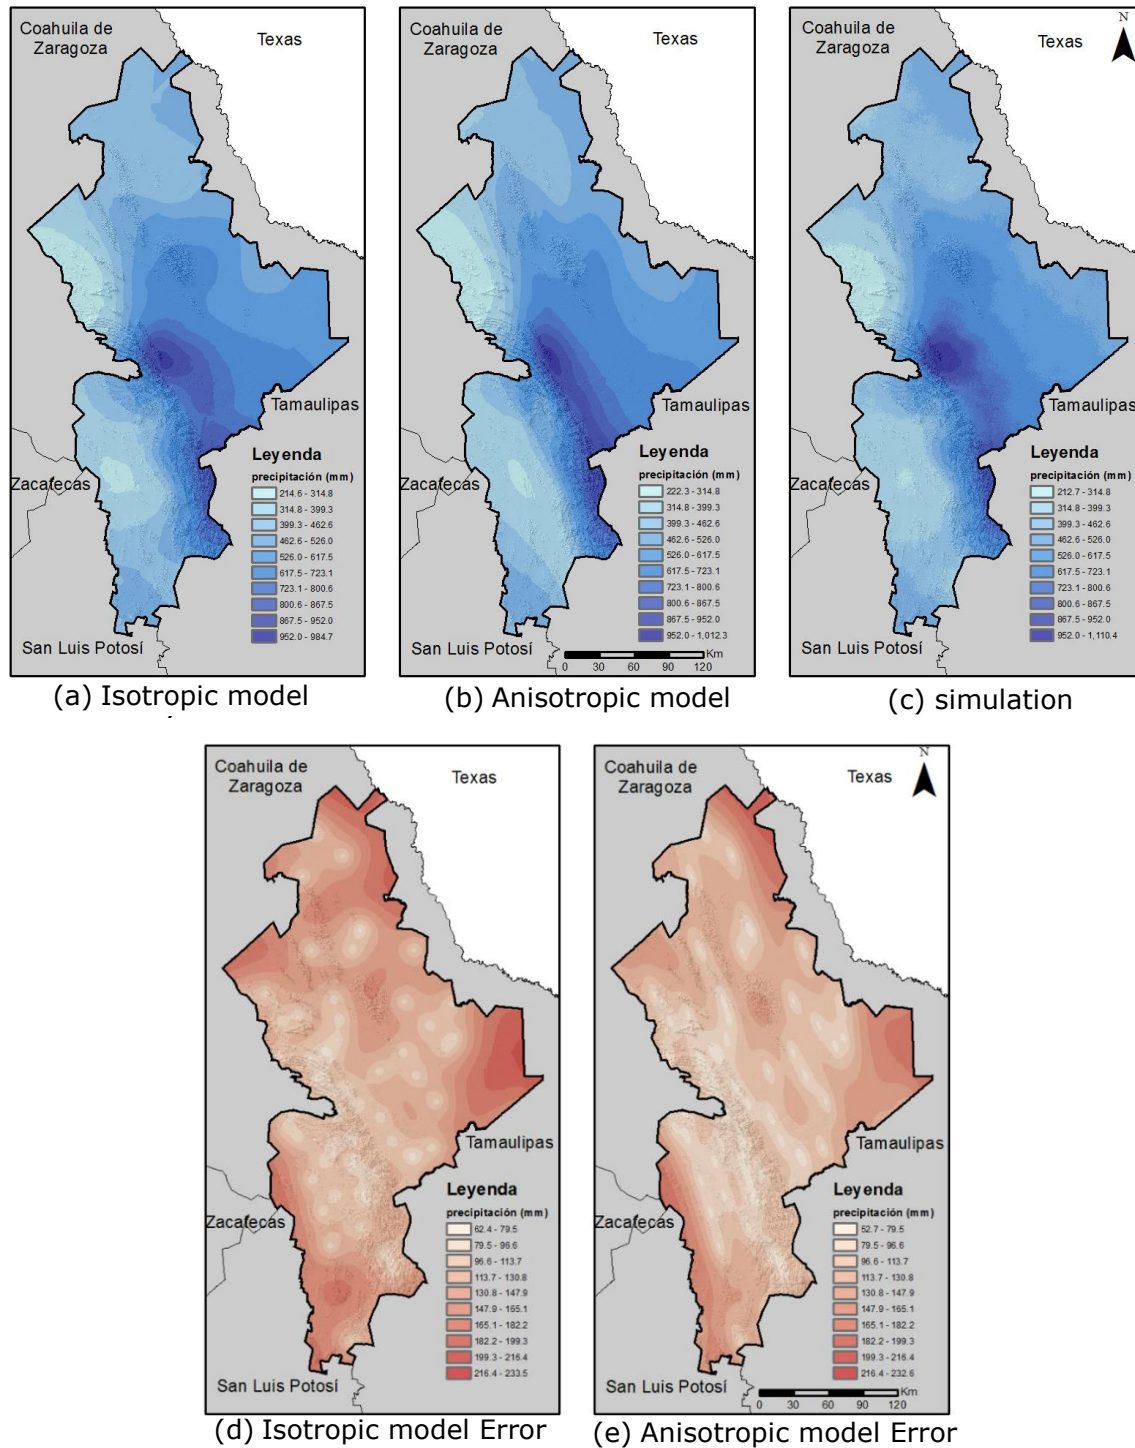 Coahuila de
Zaragoza
Texas
Tamaulipas
Zacatecas
San Luis Potosí
Leyenda
precipitación (mm)
214.6 - 314.8
314.8 - 399.3
399.3 - 462.6
462.6 - 526.0
526.0 - 617.5
617.5 - 723.1
723.1 - 800.6
800.6 - 867.5
867.5 - 952.0
952.0 - 984.7
(a) Isotropic model
Coahuila de
Zaragoza
Texas
Tamaulipas
Zacatecas
San Luis Potosí
Leyenda
precipitación (mm)
222.3 - 314.8
314.8 - 399.3
399.3 - 462.6
462.6 - 526.0
526.0 - 617.5
617.5 - 723.1
723.1 - 800.6
800.6 - 867.5
867.5 - 952.0
952.0 - 1,012.3
Km
0 30 60 90 120
(b) Anisotropic model
Coahuila de
Zaragoza
Texas
N
Tamaulipas
Zacatecas
San Luis Potosí
Leyenda
precipitación (mm)
212.7 - 314.8
314.8 - 399.3
399.3 - 462.6
462.6 - 526.0
526.0 - 617.5
617.5 - 723.1
723.1 - 800.6
800.6 - 867.5
867.5 - 952.0
952.0 - 1,110.4
(c) simulation
Coahuila de
Zaragoza
Texas
Tamaulipas
Zacatecas
San Luis Potosí
Leyenda
precipitación (mm)
62.4 - 79.5
79.5 - 96.6
96.6 - 113.7
113.7 - 130.8
130.8 - 147.9
147.9 - 165.1
165.1 - 182.2
182.2 - 199.3
199.3 - 216.4
216.4 - 233.5
(d) Isotropic model Error
Coahuila de
Zaragoza
Texas
N
Tamaulipas
Zacatecas
San Luis Potosí
Leyenda
precipitación (mm)
52.7 - 79.5
79.5 - 96.6
96.6 - 113.7
113.7 - 130.8
130.8 - 147.9
147.9 - 165.1
165.1 - 182.2
182.2 - 199.3
199.3 - 216.4
216.4 - 232.6
Km
0 30 60 90 120
(e) Anisotropic model Error